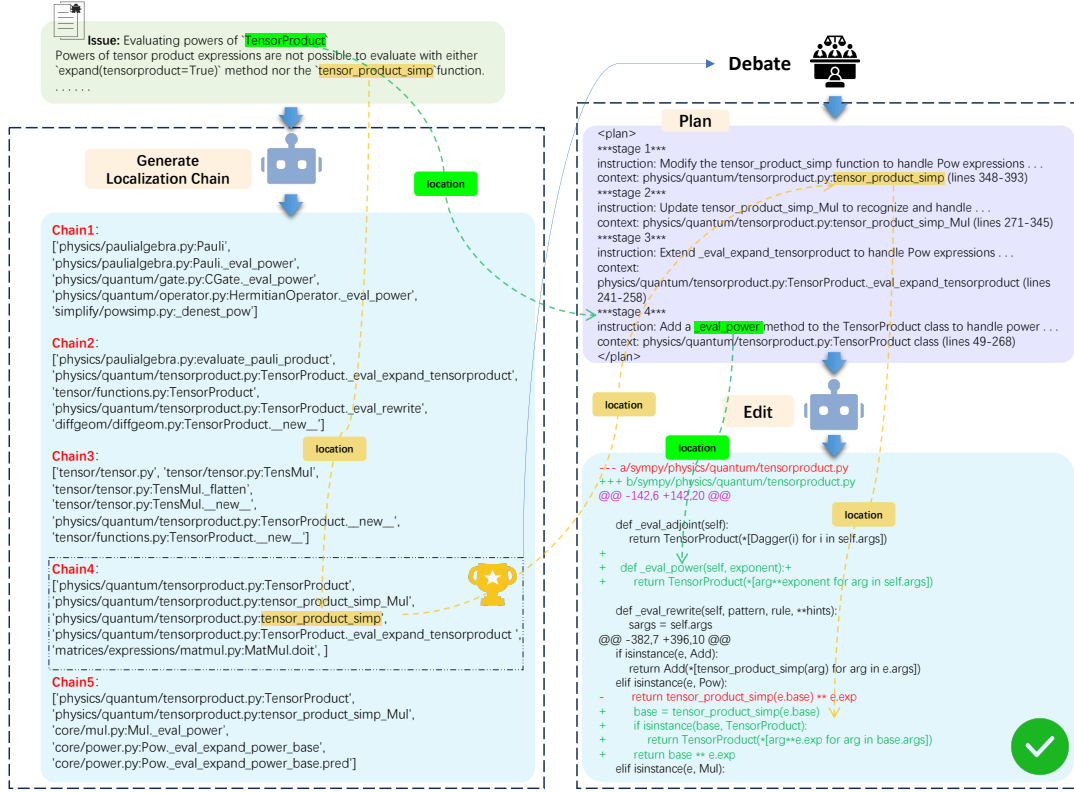 Issue: Evaluating powers of `TensorProduct`
Powers of tensor product expressions are not possible to evaluate with either
`expand(tensorproduct=True)` method nor the `tensor_product_simp`function.
. . . . . .
Generate
Localization Chain
location
Chain1:
['physics/paulialgebra.py:Pauli',
'physics/paulialgebra.py:Pauli._eval_power',
'physics/quantum/gate.py:CGate._eval_power',
'physics/quantum/operator.py:HermitianOperator._eval_power',
'simplify/powsimp.py:_denest_pow']
Chain2:
['physics/paulialgebra.py:evaluate_pauli_product',
'physics/quantum/tensorproduct.py:TensorProduct._eval_expand_tensorproduct',
'tensor/functions.py:TensorProduct',
'physics/quantum/tensorproduct.py:TensorProduct._eval_rewrite',
'diffgeom/diffgeom.py:TensorProduct.__new__']
location
Chain3:
['tensor/tensor.py', 'tensor/tensor.py:TensMul',
'tensor/tensor.py:TensMul._flatten',
'tensor/tensor.py:TensMul.__new__',
'physics/quantum/tensorproduct.py:TensorProduct.__new__',
'tensor/functions.py:TensorProduct.__new__']
Chain4:
['physics/quantum/tensorproduct.py:TensorProduct',
'physics/quantum/tensorproduct.py:tensor_product_simp_Mul',
'physics/quantum/tensorproduct.py:tensor_product_simp',
'physics/quantum/tensorproduct.py:TensorProduct._eval_expand_tensorproduct ',
'matrices/expressions/matmul.py:MatMul.doit', ]
Chain5:
['physics/quantum/tensorproduct.py:TensorProduct',
'physics/quantum/tensorproduct.py:tensor_product_simp_Mul',
'core/mul.py:Mul._eval_power',
'core/power.py:Pow._eval_expand_power_base',
'core/power.py:Pow._eval_expand_power_base.pred']
Debate
Plan
<plan>
***stage 1***
instruction: Modify the tensor_product_simp function to handle Pow expressions . . .
context: physics/quantum/tensorproduct.py:tensor_product_simp (lines 348-393)
***stage 2***
instruction: Update tensor_product_simp_Mul to recognize and handle . . .
context: physics/quantum/tensorproduct.py:tensor_product_simp_Mul (lines 271-345)
***stage 3***
instruction: Extend _eval_expand_tensorproduct to handle Pow expressions . . .
context:
physics/quantum/tensorproduct.py:TensorProduct._eval_expand_tensorproduct (lines
241-258)
***stage 4***
instruction: Add a _eval_power method to the TensorProduct class to handle power . . .
context: physics/quantum/tensorproduct.py:TensorProduct class (lines 49-268)
</plan>
location
Edit
location
--- a/sympy/physics/quantum/tensorproduct.py
+++ b/sympy/physics/quantum/tensorproduct.py
@@ -142,6 +142,20 @@
location
def _eval_adjoint(self):
return TensorProduct(*[Dagger(i) for i in self.args])
+
+ def _eval_power(self, exponent):+
+ return TensorProduct(*[arg**exponent for arg in self.args])
def _eval_rewrite(self, pattern, rule, **hints):
sargs = self.args
@@ -382,7 +396,10 @@
if isinstance(e, Add):
return Add(*[tensor_product_simp(arg) for arg in e.args])
elif isinstance(e, Pow):
- return tensor_product_simp(e.base) ** e.exp
+ base = tensor_product_simp(e.base)
+ if isinstance(base, TensorProduct):
+ return TensorProduct(*[arg**e.exp for arg in base.args])
+ return base ** e.exp
elif isinstance(e, Mul):